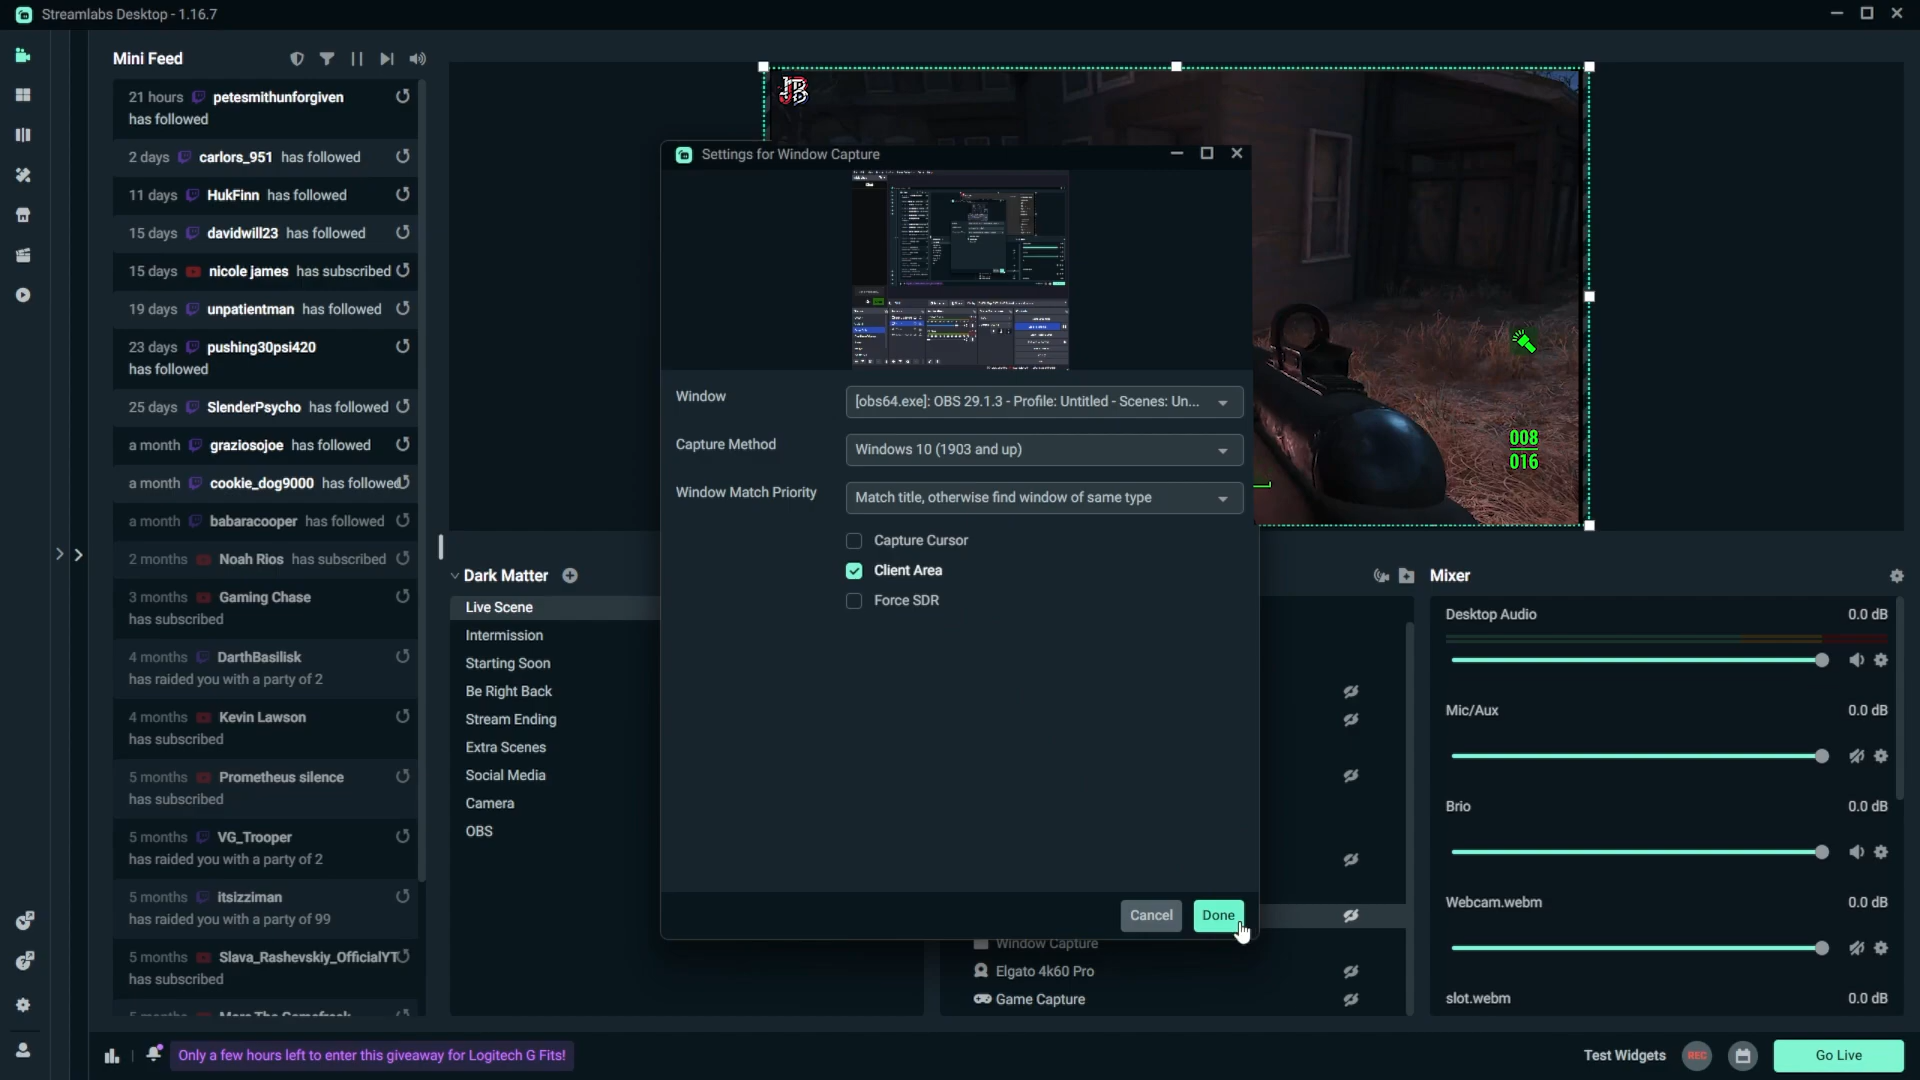 Streamlabs Desktop - 1.16.7
Mini Feed
21 hours petesmithunforgiven
has followed
2 days carlors_951 has followed
11 days HukFinn has followed
15 days davidwill23 has followed
15 days nicole james has subscribed
19 days unpatientman has followed
23 days pushing30psi420
has followed
25 days SlenderPsycho has followed
a month graziosojoe has followed
a month cookie_dog9000 has followed
a month babaracooper has followed
2 months Noah Rios has subscribed
3 months Gaming Chase
has subscribed
4 months DarthBasilisk
has raided you with a party of 2
4 months Kevin Lawson
has subscribed
5 months Prometheus silence
has subscribed
5 months VG_Trooper
has raided you with a party of 2
5 months itsizziman
has raided you with a party of 99
5 months Slava_Rashevskiy_OfficialYT
has subscribed
JBB
008
016
Settings for Window Capture
Window
[obs64.exe]: OBS 29.1.3 - Profile: Untitled - Scenes: Un...
Capture Method
Windows 10 (1903 and up)
Window Match Priority
Match title, otherwise find window of same type
Capture Cursor
Client Area
Force SDR
Cancel
Done
Dark Matter
Live Scene
Intermission
Starting Soon
Be Right Back
Stream Ending
Extra Scenes
Social Media
Camera
OBS
Window Capture
Elgato 4k60 Pro
Game Capture
Mixer
Desktop Audio 0.0 dB
Mic/Aux 0.0 dB
Brio 0.0 dB
Webcam.webm 0.0 dB
slot.webm 0.0 dB
Only a few hours left to enter this giveaway for Logitech G Fits!
Test Widgets
REC
Go Live